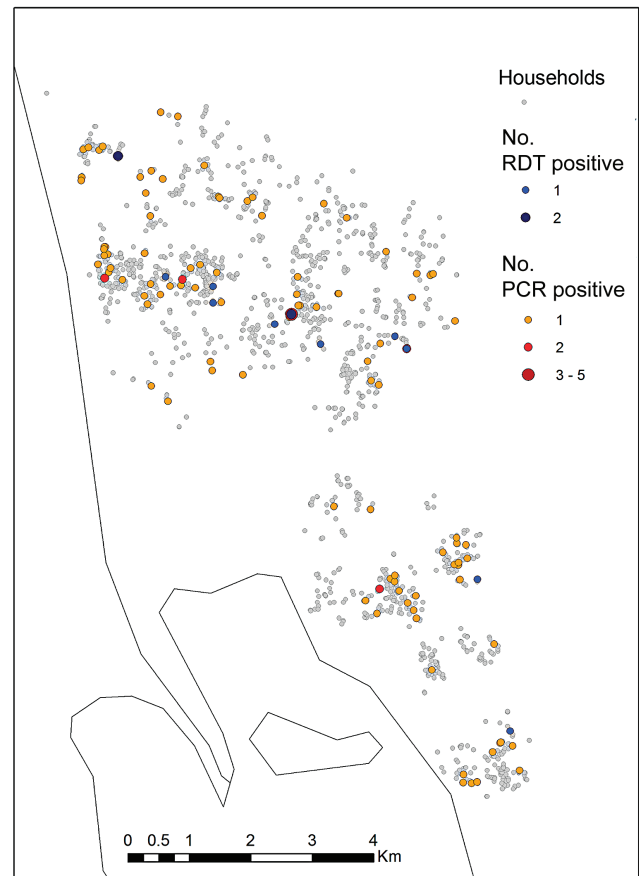 Households
No.
RDT positive
1
2
No.
PCR positive
1
2
3 - 5
0 0.5 1 2 3 4
Km